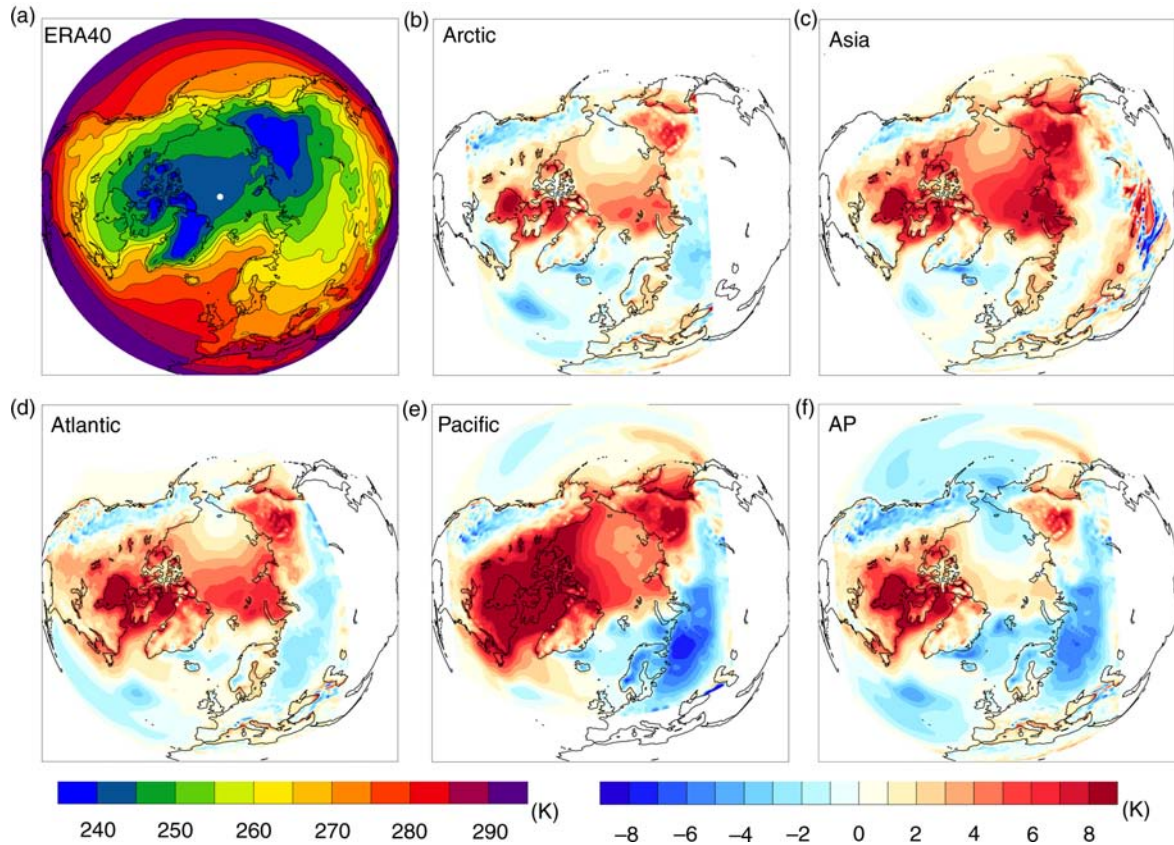 (a) ERA40
(b) Arctic
(c) Asia
(d) Atlantic
(e) Pacific
(f) AP
240 250 260 270 280 290 (K)
−8 −6 −4 −2 0 2 4 6 8 (K)